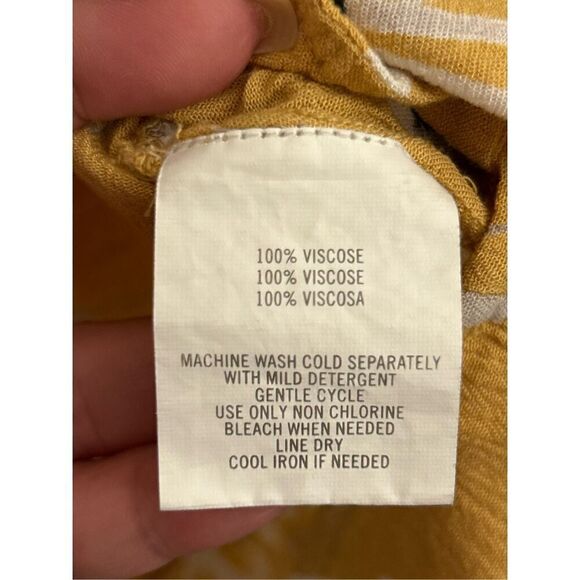 100% VISCOSE
100% VISCOSE
100% VISCOSA
MACHINE WASH COLD SEPARATELY
WITH MILD DETERGENT
GENTLE CYCLE
USE ONLY NON CHLORINE
BLEACH WHEN NEEDED
LINE DRY
COOL IRON IF NEEDED